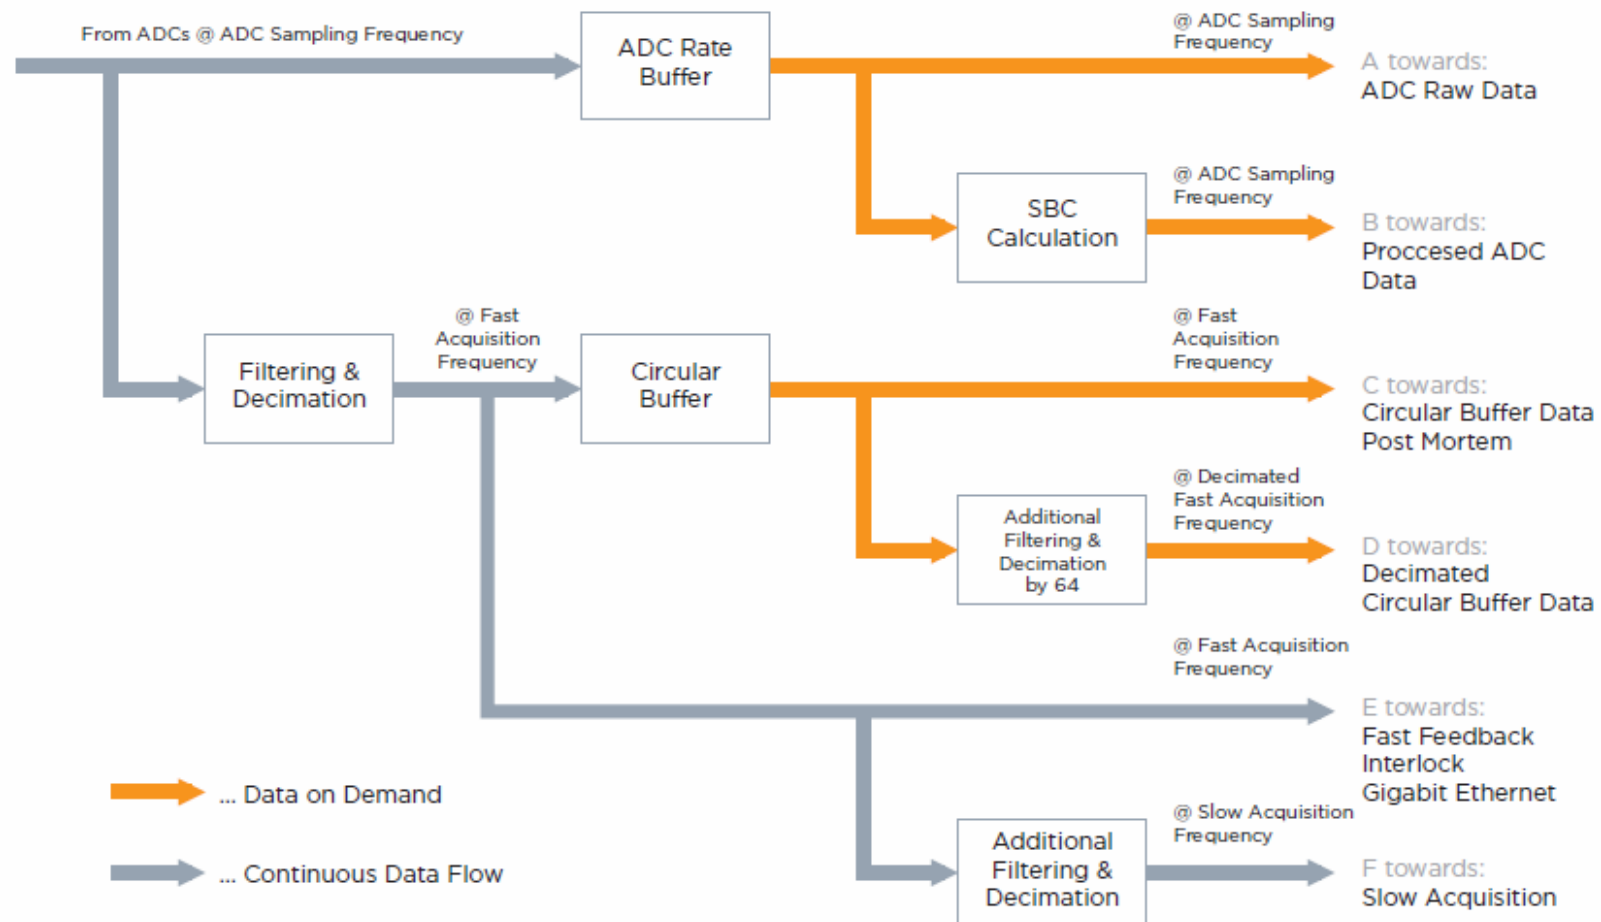 From ADCs @ ADC Sampling Frequency
ADC Rate
Buffer
@ ADC Sampling
Frequency
A towards:
ADC Raw Data
SBC
Calculation
@ ADC Sampling
Frequency
B towards:
Proccesed ADC
Data
Filtering &
Decimation
@ Fast
Acquisition
Frequency
Circular
Buffer
@ Fast
Acquisition
Frequency
C towards:
Circular Buffer Data
Post Mortem
Additional
Filtering &
Decimation
by 64
@ Decimated
Fast Acquisition
Frequency
D towards:
Decimated
Circular Buffer Data
@ Fast Acquisition
Frequency
E towards:
Fast Feedback
Interlock
Gigabit Ethernet
... Data on Demand
... Continuous Data Flow
Additional
Filtering &
Decimation
@ Slow Acquisition
Frequency
F towards:
Slow Acquisition